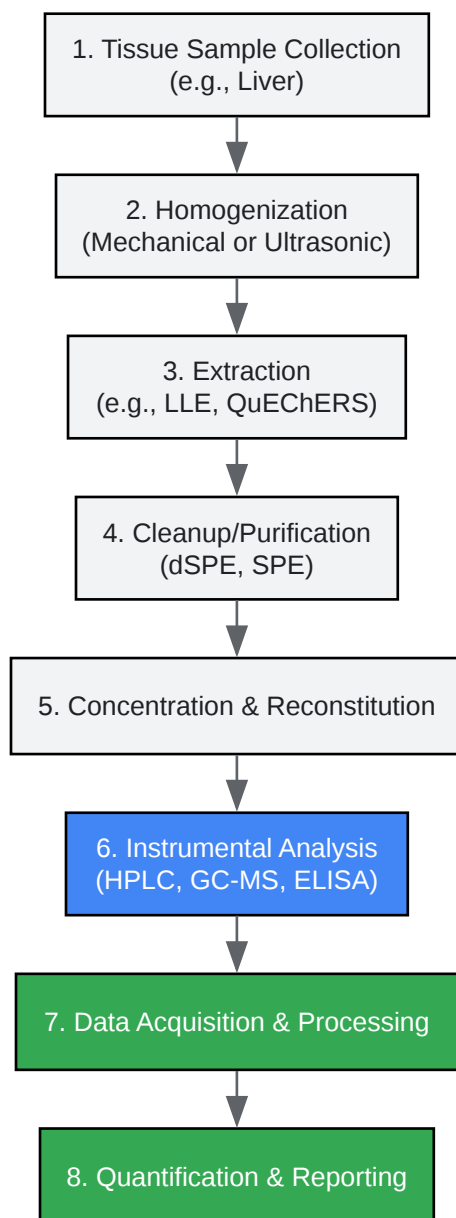 1. Tissue Sample Collection
(e.g., Liver)
2. Homogenization
(Mechanical or Ultrasonic)
3. Extraction
(e.g., LLE, QuEChERS)
4. Cleanup/Purification
(dSPE, SPE)
5. Concentration & Reconstitution
6. Instrumental Analysis
(HPLC, GC-MS, ELISA)
7. Data Acquisition & Processing
8. Quantification & Reporting